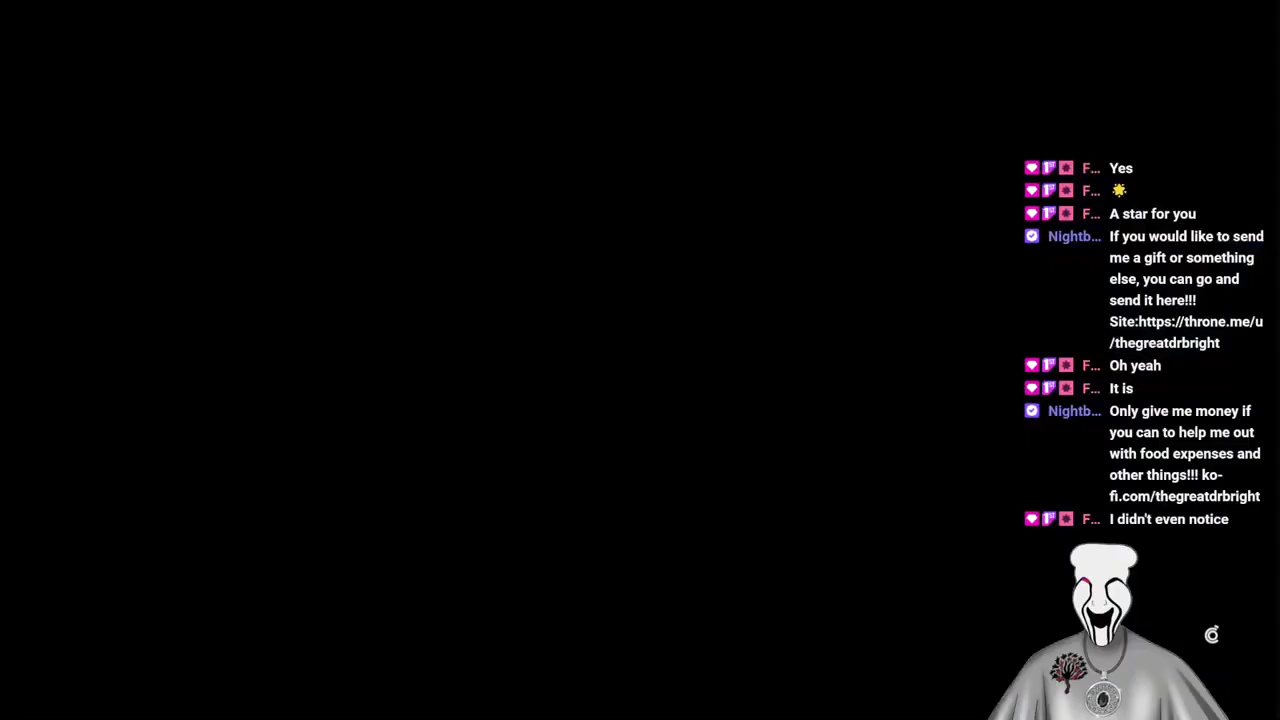 F... Yes
F... 🌟
F... A star for you
Nightb... If you would like to send
me a gift or something
else, you can go and
send it here!!!
Site:https://throne.me/u
/thegreatdrbright
F... Oh yeah
F... It is
Nightb... Only give me money if
you can to help me out
with food expenses and
other things!!! ko-
fi.com/thegreatdrbright
F... I didn't even notice